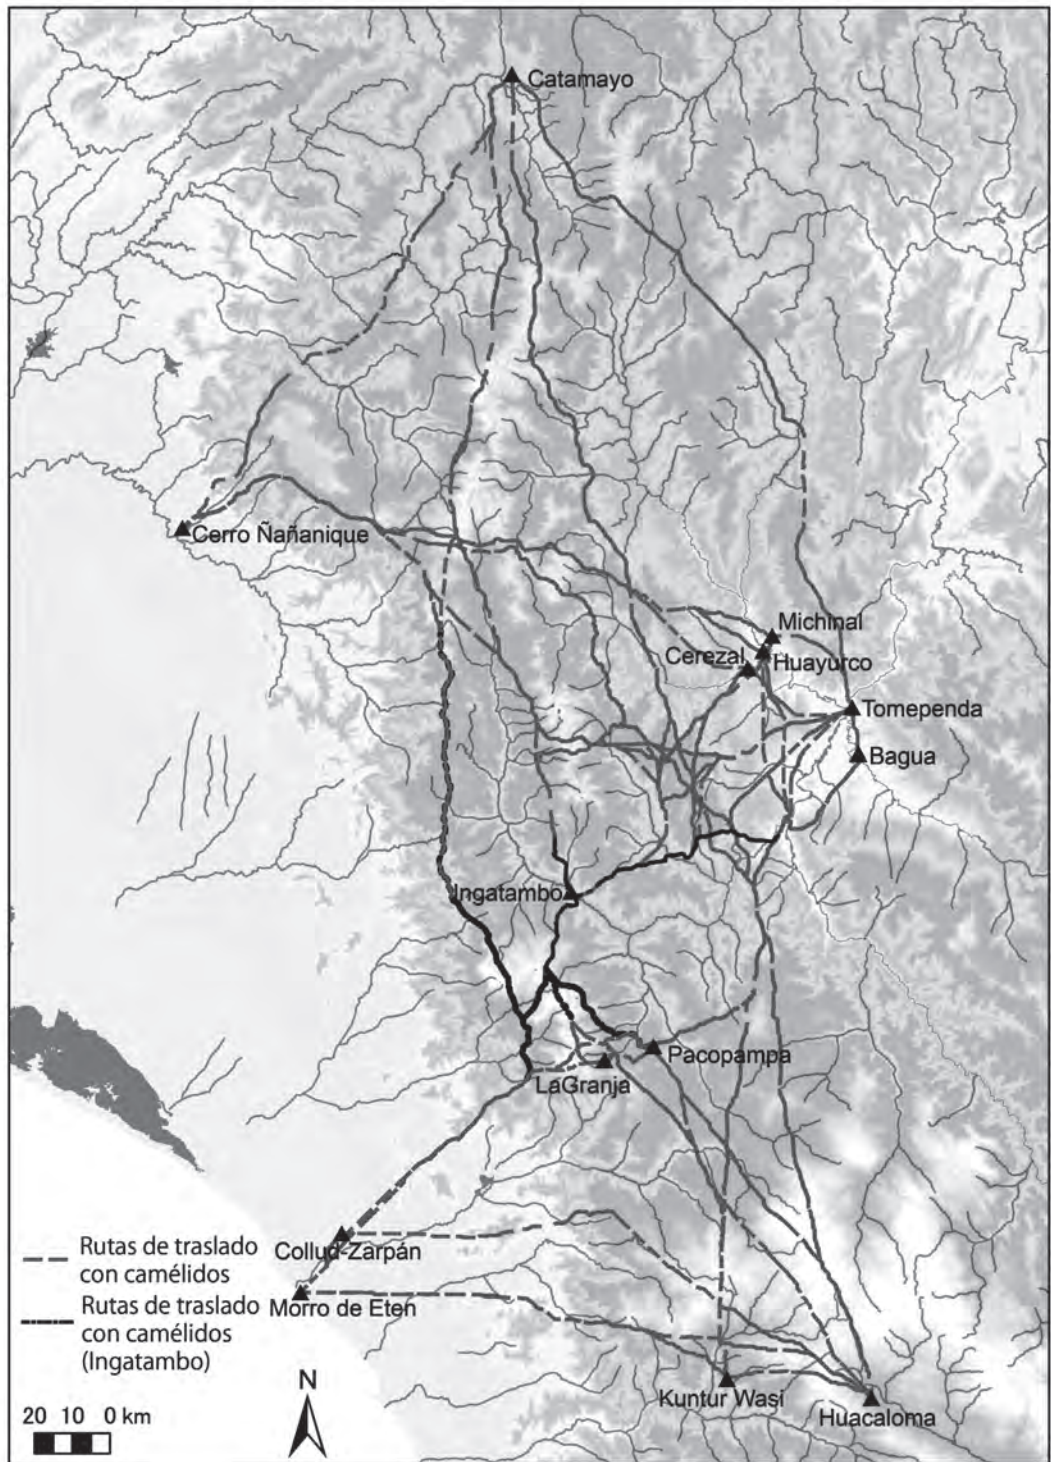 Catamayo
Cerro Ñañanique
Michinal
Cerezal
Huayurco
Tomependa
Bagua
Ingatambo
Pacopampa
LaGranja
Collud-Zarpán
Morro de Eten
Kuntur Wasi
Huacaloma
Rutas de traslado
con camélidos
Rutas de traslado
con camélidos
(Ingatambo)
N
20 10 0 km